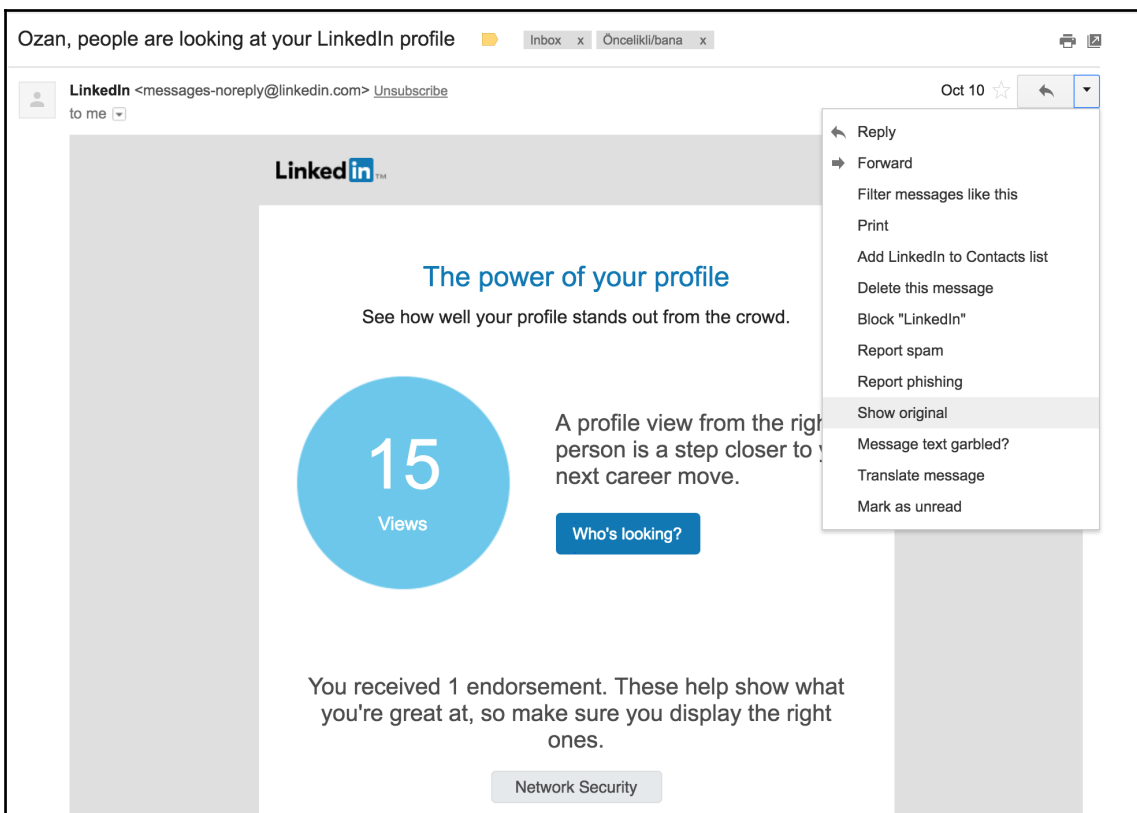 Ozan, people are looking at your LinkedIn profile Inbox x Öncelikli/bana x
LinkedIn <messages-noreply@linkedin.com> Unsubscribe Oct 10
to me
Reply
Forward
Filter messages like this
Print
Add LinkedIn to Contacts list
Delete this message
Block "LinkedIn"
Report spam
Report phishing
Show original
Message text garbled?
Translate message
Mark as unread
Linked in TM
The power of your profile
See how well your profile stands out from the crowd.
15
Views
A profile view from the righ
person is a step closer to
next career move.
Who's looking?
You received 1 endorsement. These help show what
you're great at, so make sure you display the right
ones.
Network Security